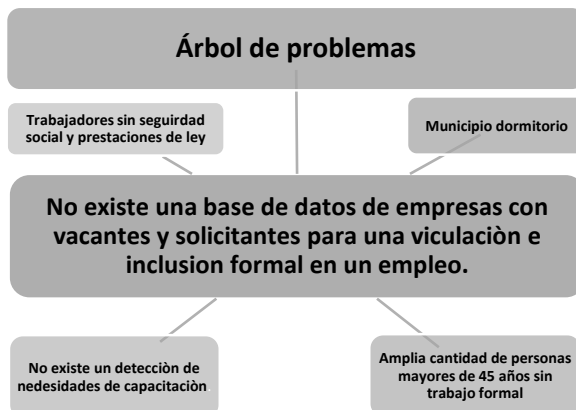 Árbol de problemas
Trabajadores sin seguirdad
social y prestaciones de ley
Municipio dormitorio
No existe una base de datos de empresas con
vacantes y solicitantes para una viculaciòn e
inclusion formal en un empleo.
No existe un detecciòn de
nedesidades de capacitaciòn
Amplia cantidad de personas
mayores de 45 años sin
trabajo formal